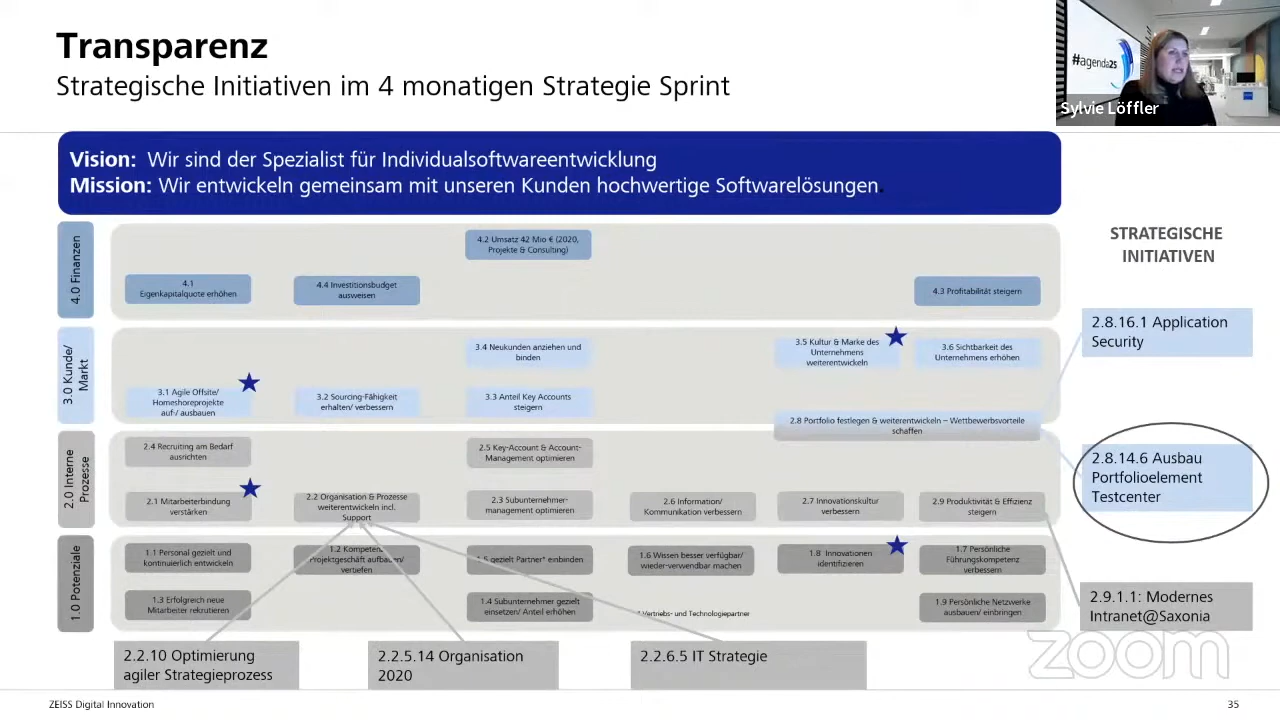 Transparenz
Strategische Initiativen im 4 monatigen Strategie Sprint
#agenda25
Sylvie Löffler
Vision: Wir sind der Spezialist für Individualsoftwareentwicklung
Mission: Wir entwickeln gemeinsam mit unseren Kunden hochwertige Softwarelösungen.
STRATEGISCHE
INITIATIVEN
4.0 Finanzen
4.2 Umsatz 42 Mio € (2020,
Projekte & Consulting)
4.1
Eigenkapitalquote erhöhen
4.4 Investitionsbudget
ausweisen
4.3 Profitabilität steigern
2.8.16.1 Application
Security
3.0 Kunde/
Markt
3.4 Neukunden anziehen und
binden
3.5 Kultur & Marke des
Unternehmens
weiterentwickeln
3.6 Sichtbarkeit des
Unternehmens erhöhen
3.1 Agile Offsite/
Homeshoreprojekte
auf-/ ausbauen
3.2 Sourcing-Fähigkeit
erhalten/ verbessern
3.3 Anteil Key Accounts
steigern
2.8 Portfolio festlegen & weiterentwickeln – Wettbewerbsvorteile
schaffen
2.0 Interne
Prozesse
2.4 Recruiting am Bedarf
ausrichten
2.5 Key-Account & Account-
Management optimieren
2.8.14.6 Ausbau
Portfolioelement
Testcenter
2.1 Mitarbeiterbindung
verstärken
2.2 Organisation & Prozesse
weiterentwickeln incl.
Support
2.3 Subunternehmer-
management optimieren
2.6 Information/
Kommunikation verbessern
2.7 Innovationskultur
verbessern
2.9 Produktivität & Effizienz
steigern
1.0 Potenziale
1.1 Personal gezielt und
kontinuierlich entwickeln
1.2 Kompetenz
Projektgeschäft aufbauen/
vertiefen
gezielt Partner* einbinden
1.6 Wissen besser verfügbar/
wieder-verwendbar machen
1.8 Innovationen
identifizieren
1.7 Persönliche
Führungskompetenz
verbessern
1.3 Erfolgreich neue
Mitarbeiter rekrutieren
1.4 Subunternehmer gezielt
einsetzen/ Anteil erhöhen
* Vertriebs- und Technologiepartner
1.9 Persönliche Netzwerke
ausbauen/ einbringen
2.9.1.1: Modernes
Intranet@Saxonia
2.2.10 Optimierung
agiler Strategieprozess
2.2.5.14 Organisation
2020
2.2.6.5 IT Strategie
zoom
ZEISS Digital Innovation
35